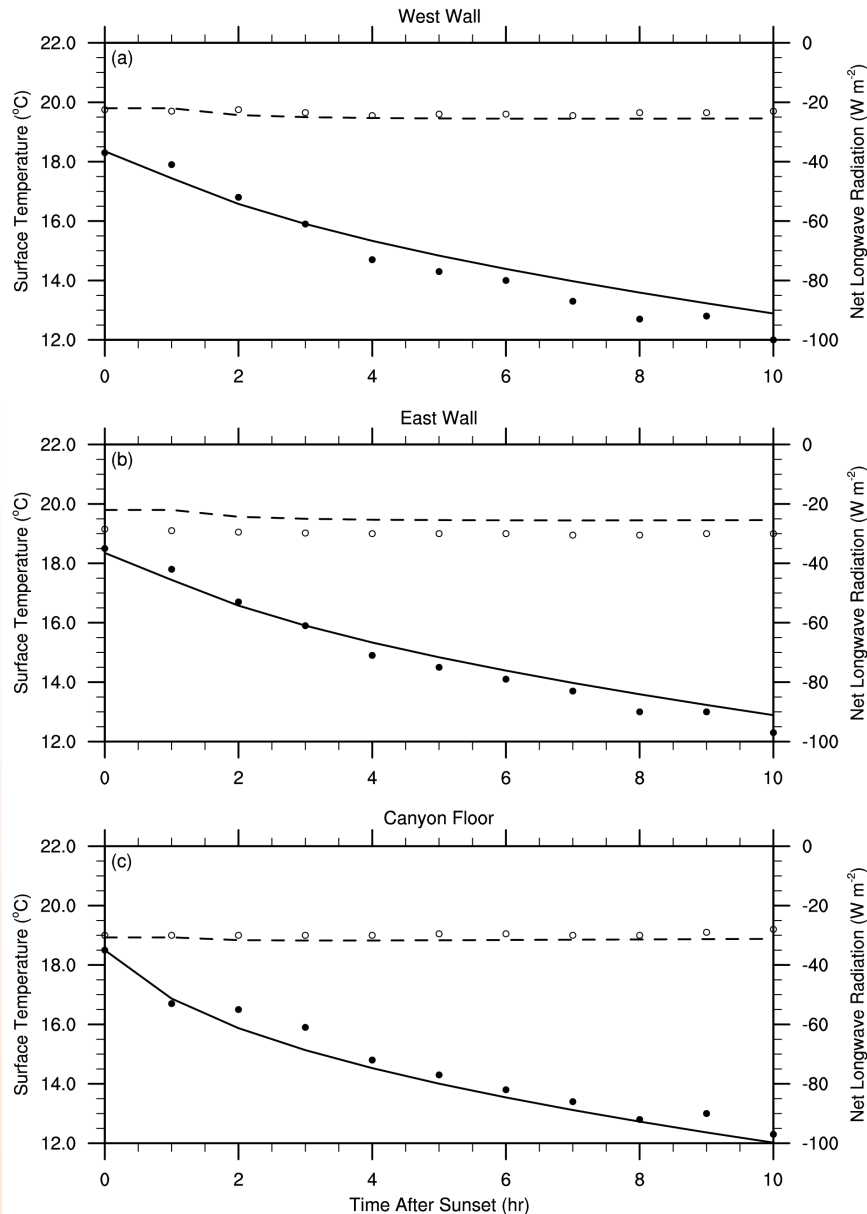 West Wall
(a)
22.0
20.0
18.0
16.0
14.0
12.0
Surface Temperature (°C)
0
-20
-40
-60
-80
-100
Net Longwave Radiation (W m⁻²)
0 2 4 6 8 10
East Wall
(b)
22.0
20.0
18.0
16.0
14.0
12.0
Surface Temperature (°C)
0
-20
-40
-60
-80
-100
Net Longwave Radiation (W m⁻²)
0 2 4 6 8 10
Canyon Floor
(c)
22.0
20.0
18.0
16.0
14.0
12.0
Surface Temperature (°C)
0
-20
-40
-60
-80
-100
Net Longwave Radiation (W m⁻²)
0 2 4 6 8 10
Time After Sunset (hr)